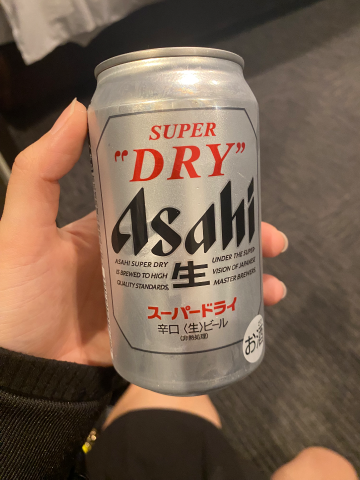 SUPER
"DRY"
Asahi
ASAHI SUPER DRY
IS BREWED TO HIGH
QUALITY STANDARDS,
生
UNDER THE SUPER-
VISION OF JAPANESE
MASTER BREWERS.
スーパードライ
辛口〈生〉ビール
(非熱処理)
お酒